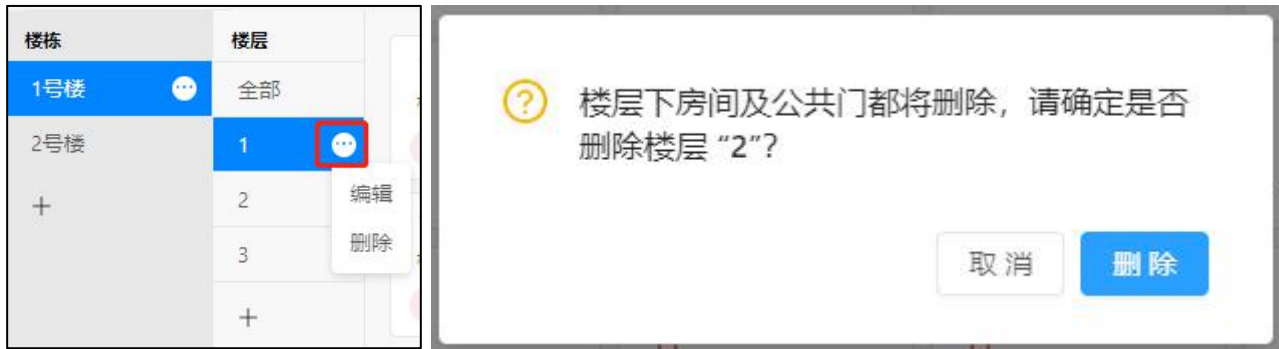 楼栋
楼层
1号楼
全部
2号楼
1
2
编辑
3
删除
+
+
楼层下房间及公共门都将删除，请确定是否
删除楼层 “2”?
取 消
删 除